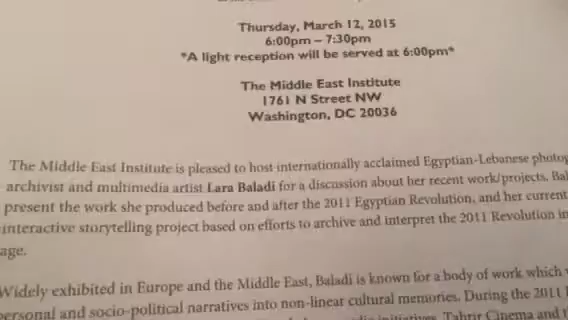 Thursday, March 12, 2015
6:00pm – 7:30pm
*A light reception will be served at 6:00pm*
The Middle East Institute
1761 N Street NW
Washington, DC 20036
The Middle East Institute is pleased to host internationally acclaimed Egyptian-Lebanese
archivist and multimedia artist Lara Baladi for a discussion about her recent work/projects.
present the work she produced before and after the 2011 Egyptian Revolution, and her current
interactive storytelling project based on efforts to archive and interpret the 2011 Revolution in
age.
Widely exhibited in Europe and the Middle East, Baladi is known for a body of work which
personal and socio-political narratives into non-linear cultural memories. During the 2011
initiatives, Tahrir Cinema and